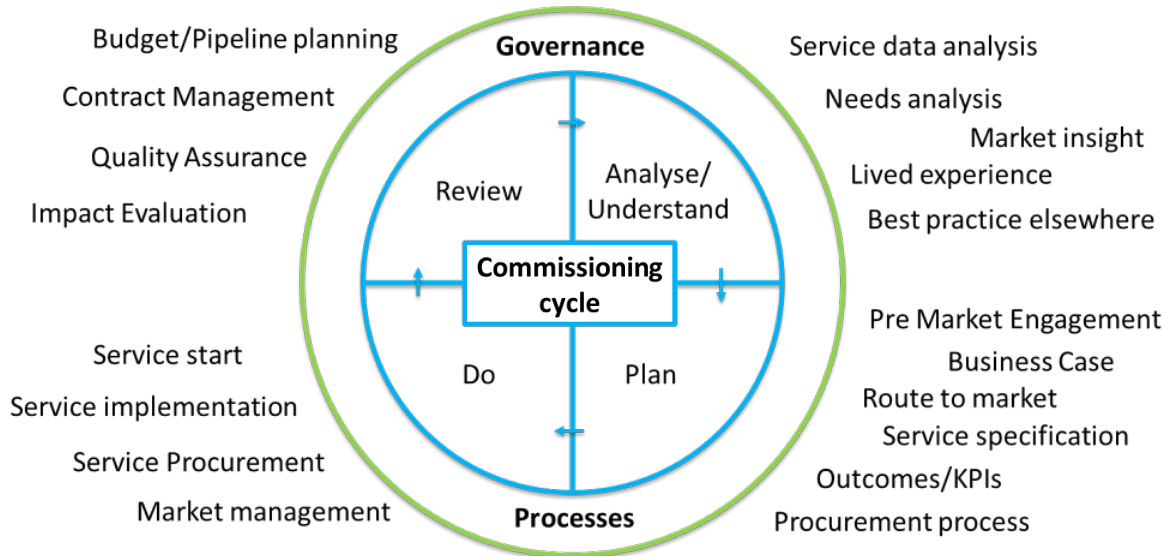 Governance
Processes
Commissioning
cycle
Analyse/
Understand
Plan
Do
Review
Service data analysis
Needs analysis
Market insight
Lived experience
Best practice elsewhere
Pre Market Engagement
Business Case
Route to market
Service specification
Outcomes/KPIs
Procurement process
Service start
Service implementation
Service Procurement
Market management
Budget/Pipeline planning
Contract Management
Quality Assurance
Impact Evaluation